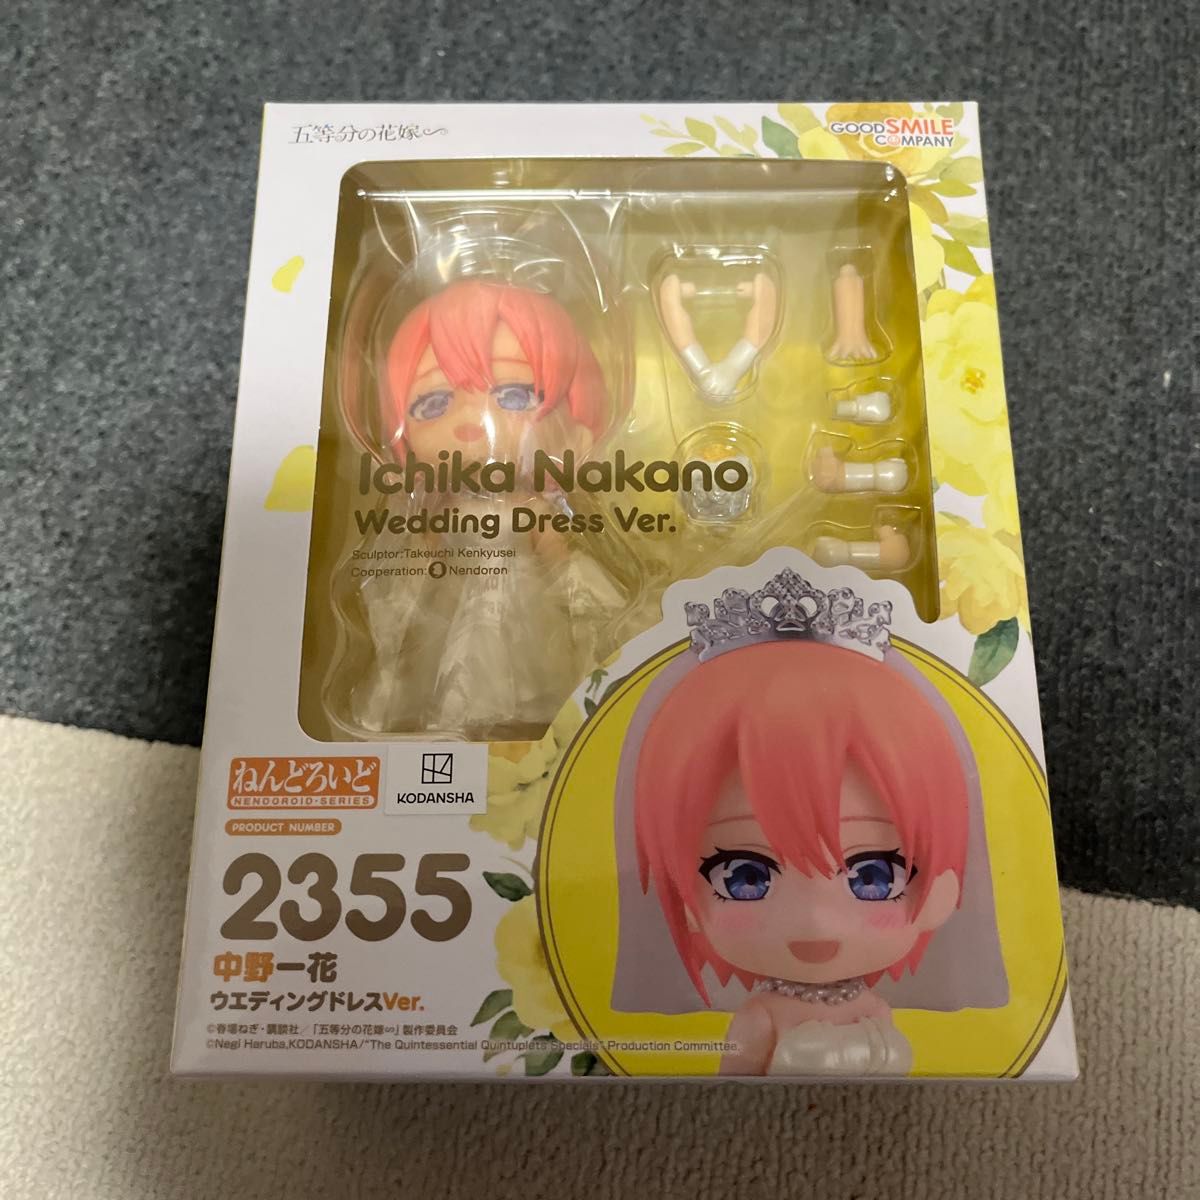 五等分の花嫁∽
GOOD SMILE
COMPANY
Ichika Nakano
Wedding Dress Ver.
Sculptor:Takeuchi Kenkyusei
Cooperation: Nendoron
ねんどろいど
NENDOROID・SERIES
KODANSHA
PRODUCT NUMBER
2355
中野一花
ウエディングドレスVer.
©春場ねぎ・講談社／「五等分の花嫁∽」製作委員会
©Negi Haruba,KODANSHA/"The Quintessential Quintuplets Specials" Production Committee.